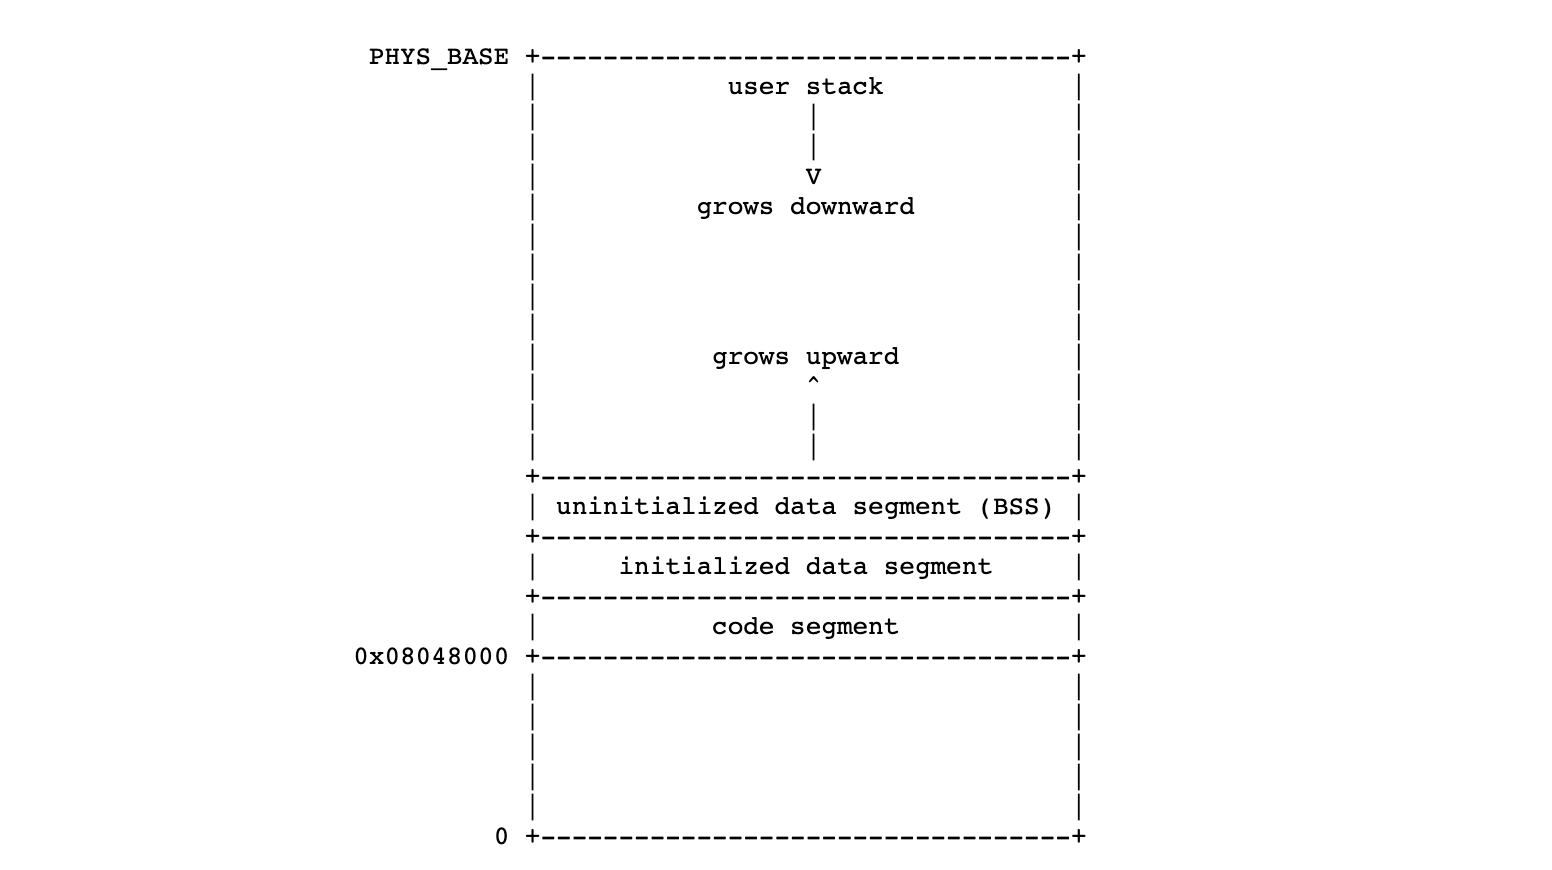 PHYS_BASE +----------------------------------+
| user stack |
| | |
| | |
| V |
| grows downward |
| |
| |
| |
| |
| grows upward |
| ^ |
| | |
| | |
+----------------------------------+
| uninitialized data segment (BSS) |
+----------------------------------+
| initialized data segment |
+----------------------------------+
| code segment |
0x08048000 +----------------------------------+
| |
| |
| |
| |
| |
0 +----------------------------------+